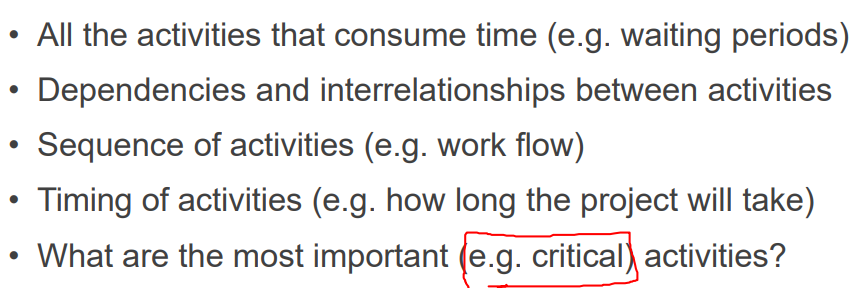 • All the activities that consume time (e.g. waiting periods)
• Dependencies and interrelationships between activities
• Sequence of activities (e.g. work flow)
• Timing of activities (e.g. how long the project will take)
• What are the most important (e.g. critical) activities?